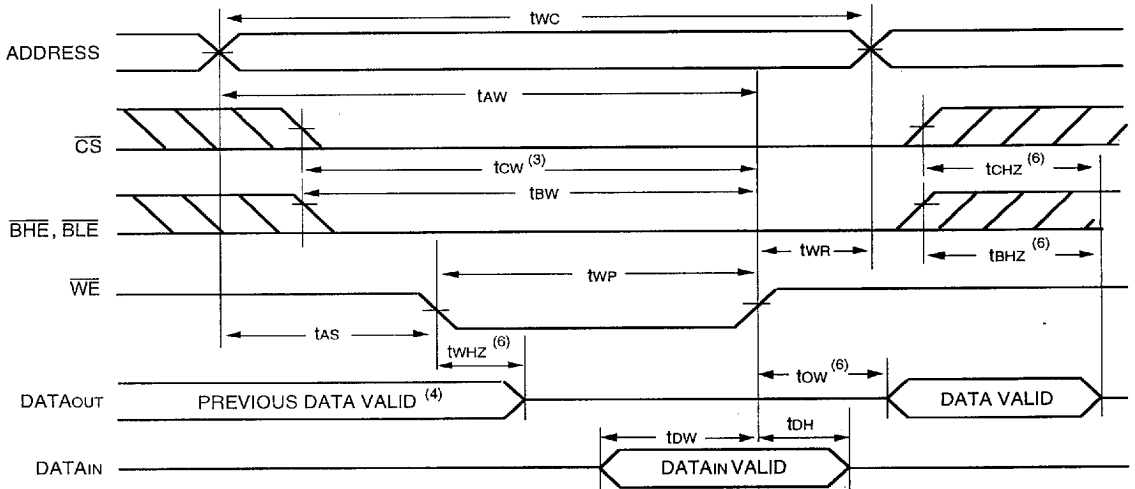 tWC
ADDRESS
tAW
CS
tCW (3)
tCHZ (6)
tBW
BHE, BLE
tWR
tBHZ (6)
tWP
WE
tAS
tWHZ (6)
tOW (6)
DATAOUT
PREVIOUS DATA VALID (4)
DATA VALID
tDW
tDH
DATAIN
DATAIN VALID